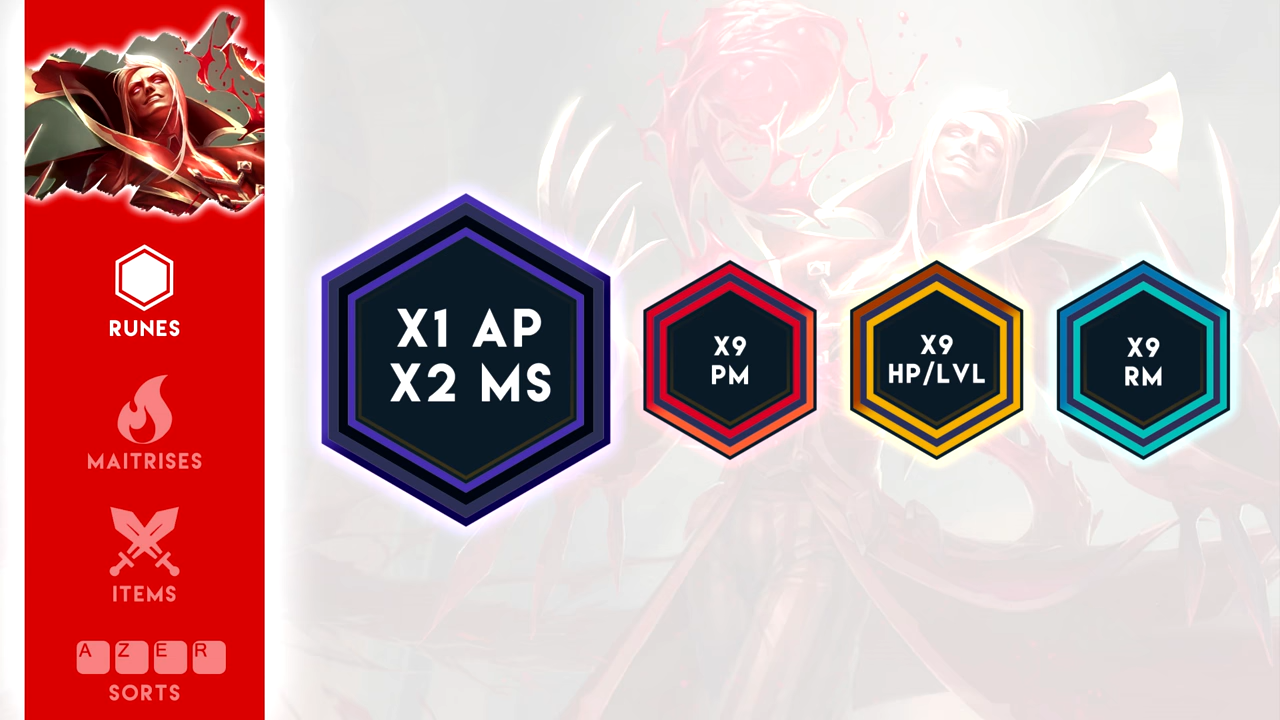 RUNES
MAITRISES
ITEMS
A Z E R
SORTS
X1 AP
X2 MS
X9
PM
X9
HP/LVL
X9
RM